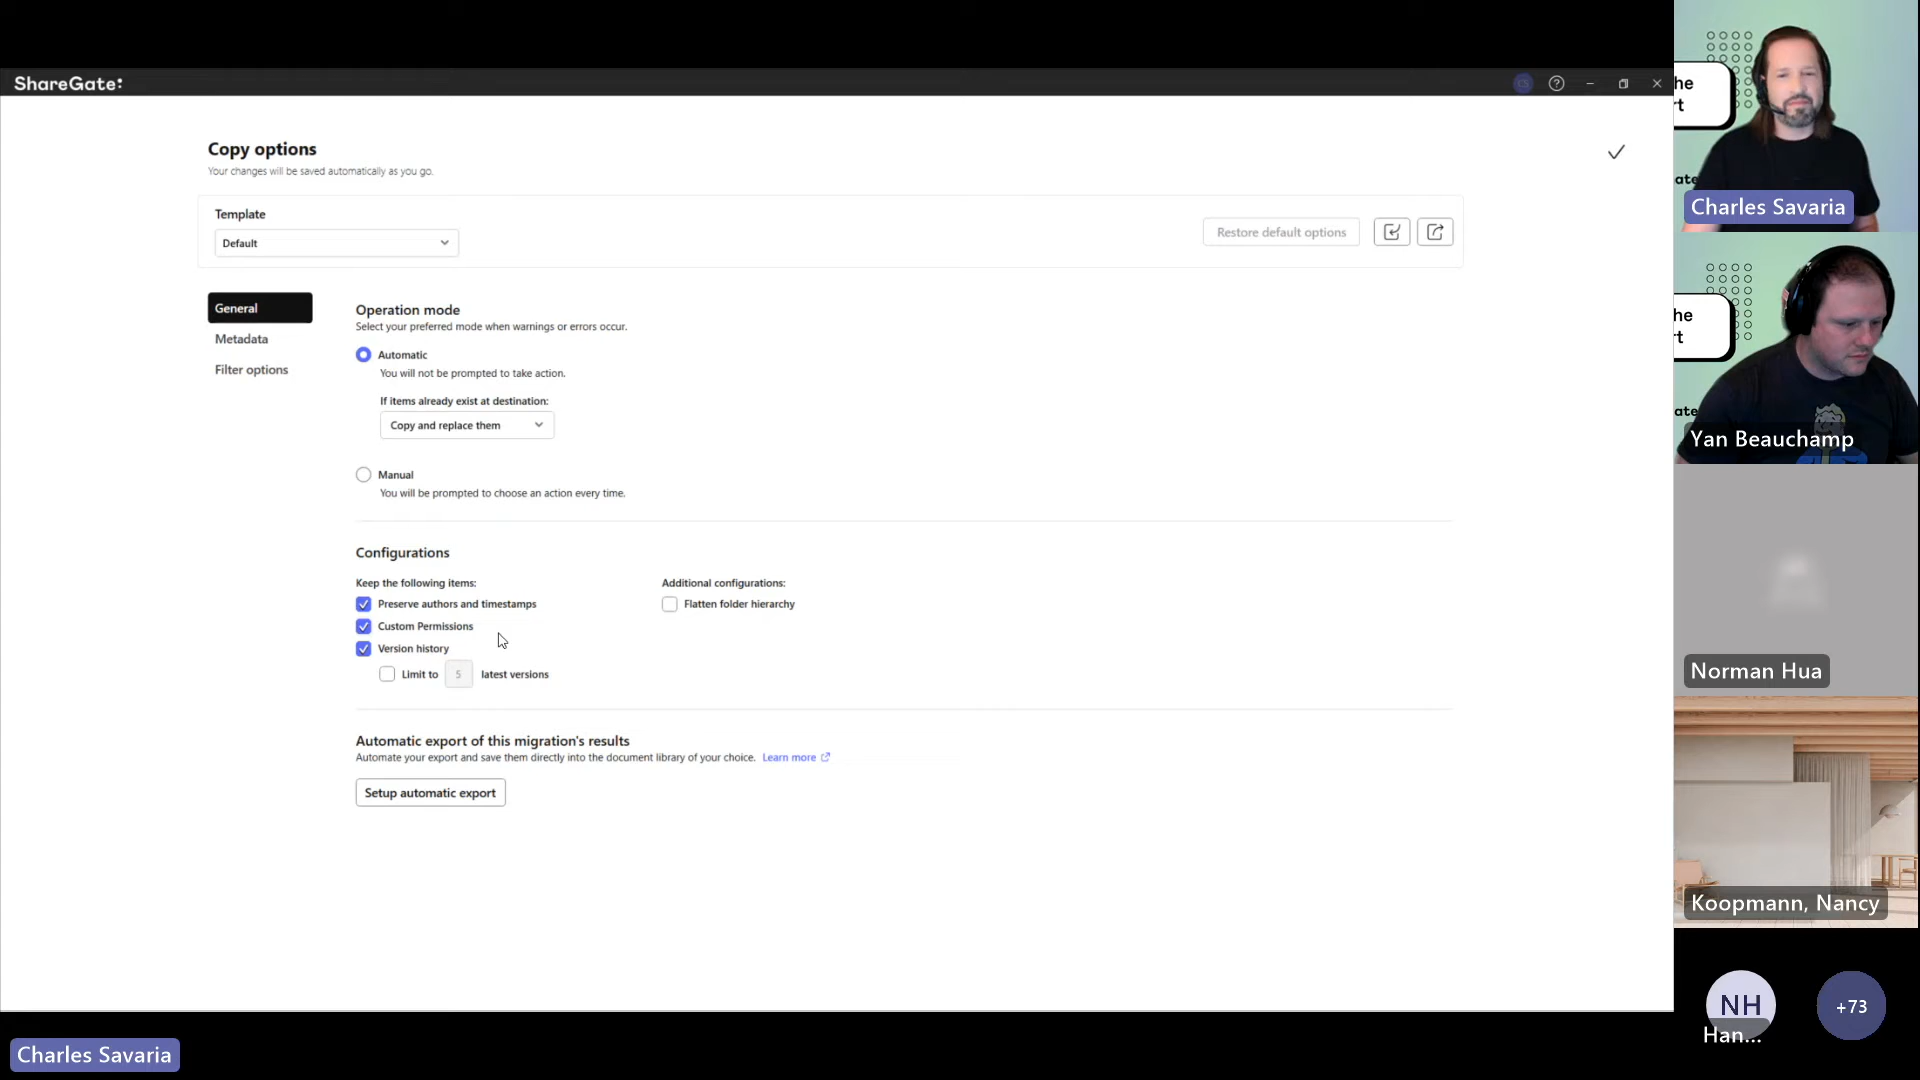 ShareGate:
Copy options
Your changes will be saved automatically as you go.
Template
Default
Restore default options
General
Metadata
Filter options
Operation mode
Select your preferred mode when warnings or errors occur.
Automatic
You will not be prompted to take action.
If items already exist at destination:
Copy and replace them
Manual
You will be prompted to choose an action every time.
Configurations
Keep the following items:
Preserve authors and timestamps
Custom Permissions
Version history
Limit to 5 latest versions
Additional configurations:
Flatten folder hierarchy
Automatic export of this migration's results
Automate your export and save them directly into the document library of your choice. Learn more
Setup automatic export
Charles Savaria
he
rt
ate
Charles Savaria
he
t
ate
Yan Beauchamp
Norman Hua
Koopmann, Nancy
NH
Han...
+73